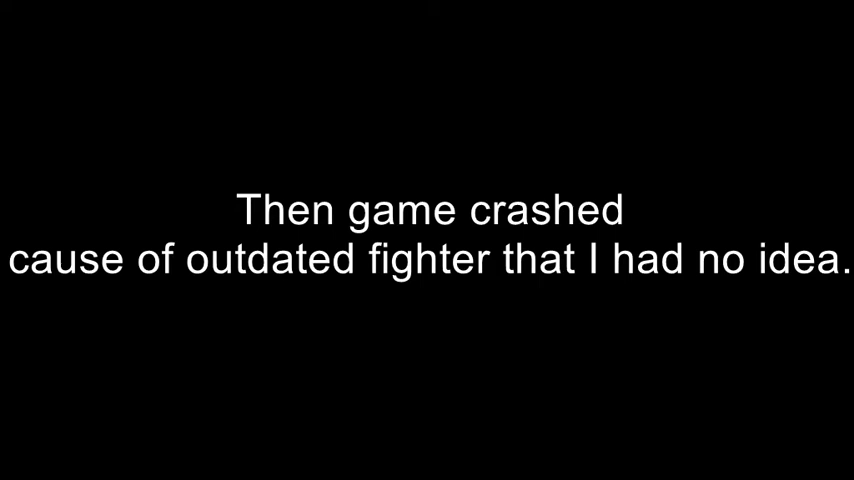 Then game crashed
cause of outdated fighter that I had no idea.